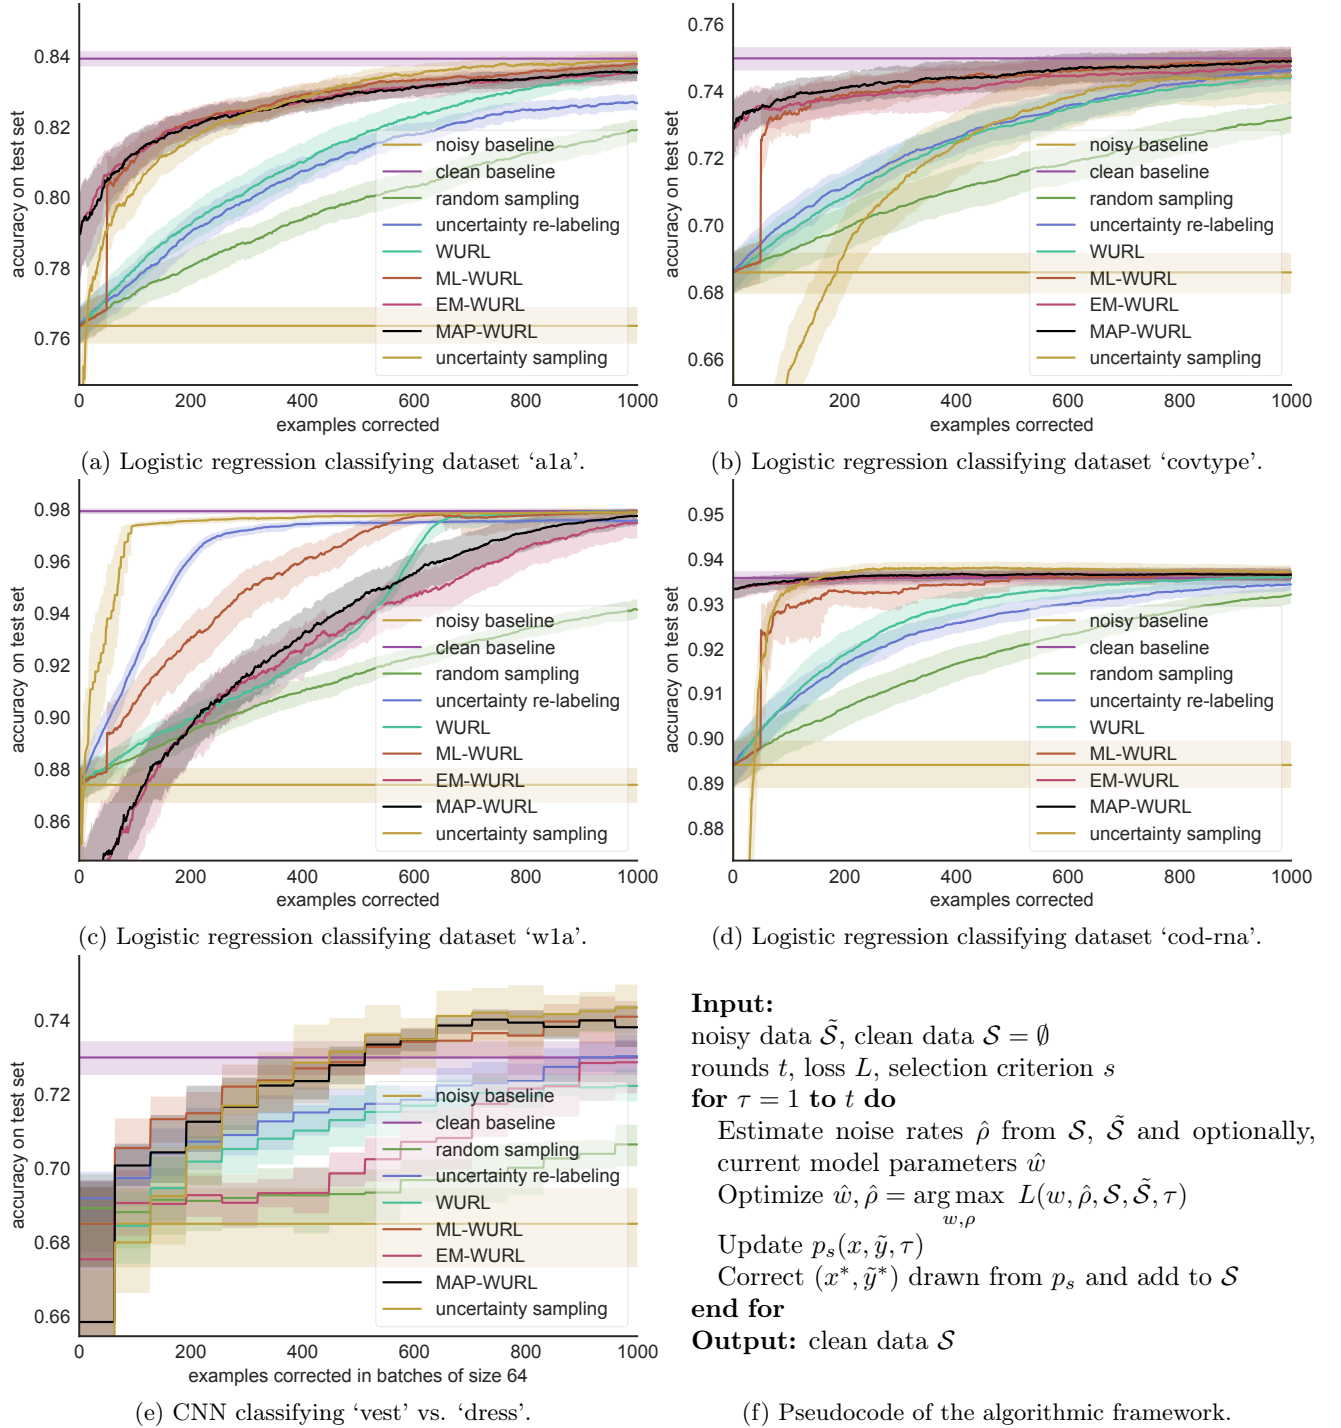 accuracy on test set
0.84
0.82
0.80
0.78
0.76
noisy baseline
clean baseline
random sampling
uncertainty re-labeling
WURL
ML-WURL
EM-WURL
MAP-WURL
uncertainty sampling
0 200 400 600 800 1000
examples corrected
(a) Logistic regression classifying dataset ‘a1a’.
accuracy on test set
0.76
0.74
0.72
0.70
0.68
0.66
noisy baseline
clean baseline
random sampling
uncertainty re-labeling
WURL
ML-WURL
EM-WURL
MAP-WURL
uncertainty sampling
0 200 400 600 800 1000
examples corrected
(b) Logistic regression classifying dataset ‘covtype’.
accuracy on test set
0.98
0.96
0.94
0.92
0.90
0.88
0.86
noisy baseline
clean baseline
random sampling
uncertainty re-labeling
WURL
ML-WURL
EM-WURL
MAP-WURL
uncertainty sampling
0 200 400 600 800 1000
examples corrected
(c) Logistic regression classifying dataset ‘w1a’.
accuracy on test set
0.95
0.94
0.93
0.92
0.91
0.90
0.89
0.88
noisy baseline
clean baseline
random sampling
uncertainty re-labeling
WURL
ML-WURL
EM-WURL
MAP-WURL
uncertainty sampling
0 200 400 600 800 1000
examples corrected
(d) Logistic regression classifying dataset ‘cod-rna’.
accuracy on test set
0.74
0.72
0.70
0.68
0.66
noisy baseline
clean baseline
random sampling
uncertainty re-labeling
WURL
ML-WURL
EM-WURL
MAP-WURL
uncertainty sampling
0 200 400 600 800 1000
examples corrected in batches of size 64
(e) CNN classifying ‘vest’ vs. ‘dress’.
Input:
noisy data S̃, clean data S = ∅
rounds t, loss L, selection criterion s
for τ = 1 to t do
Estimate noise rates ρ̂ from S, S̃ and optionally,
current model parameters ŵ
Optimize ŵ, ρ̂ = arg max L(w, ρ̂, S, S̃, τ)
w,ρ
Update pₛ(x, ỹ, τ)
Correct (x*, ỹ*) drawn from pₛ and add to S
end for
Output: clean data S
(f) Pseudocode of the algorithmic framework.